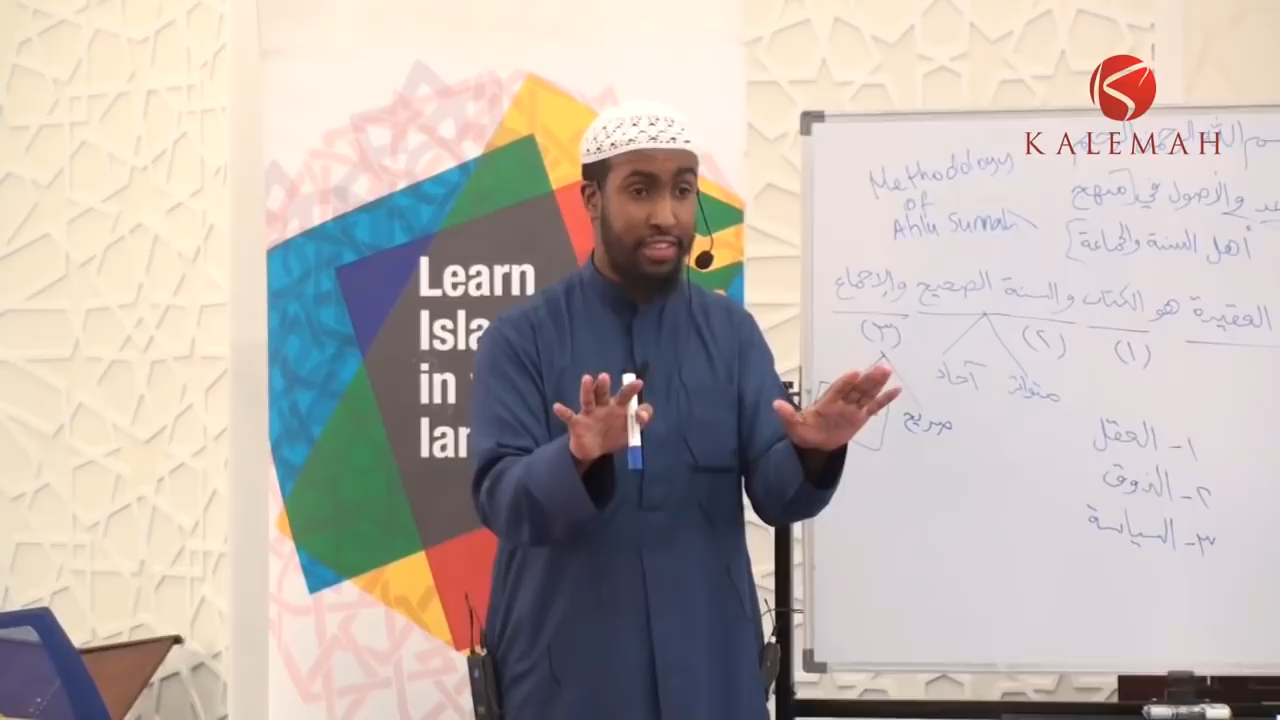 KALEMAH
Learn
Isla
in
lan
Methodology
of
Ahlu Sunnah
والأصول في [منهج
أهل السنة والجماعة]
العقيدة هو الكتاب والسنة الصحيح والإجماع
(١) (٢) (٣)
متواتر آحاد
صريح
١- العقل
٢- الذوق
٣- السياسة